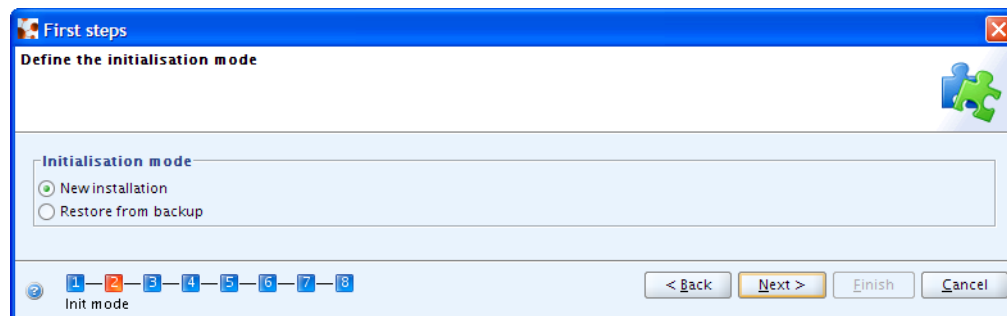 First steps
Define the initialisation mode
Initialisation mode
New installation
Restore from backup
1 2 3 4 5 6 7 8
Init mode
< Back Next > Finish Cancel